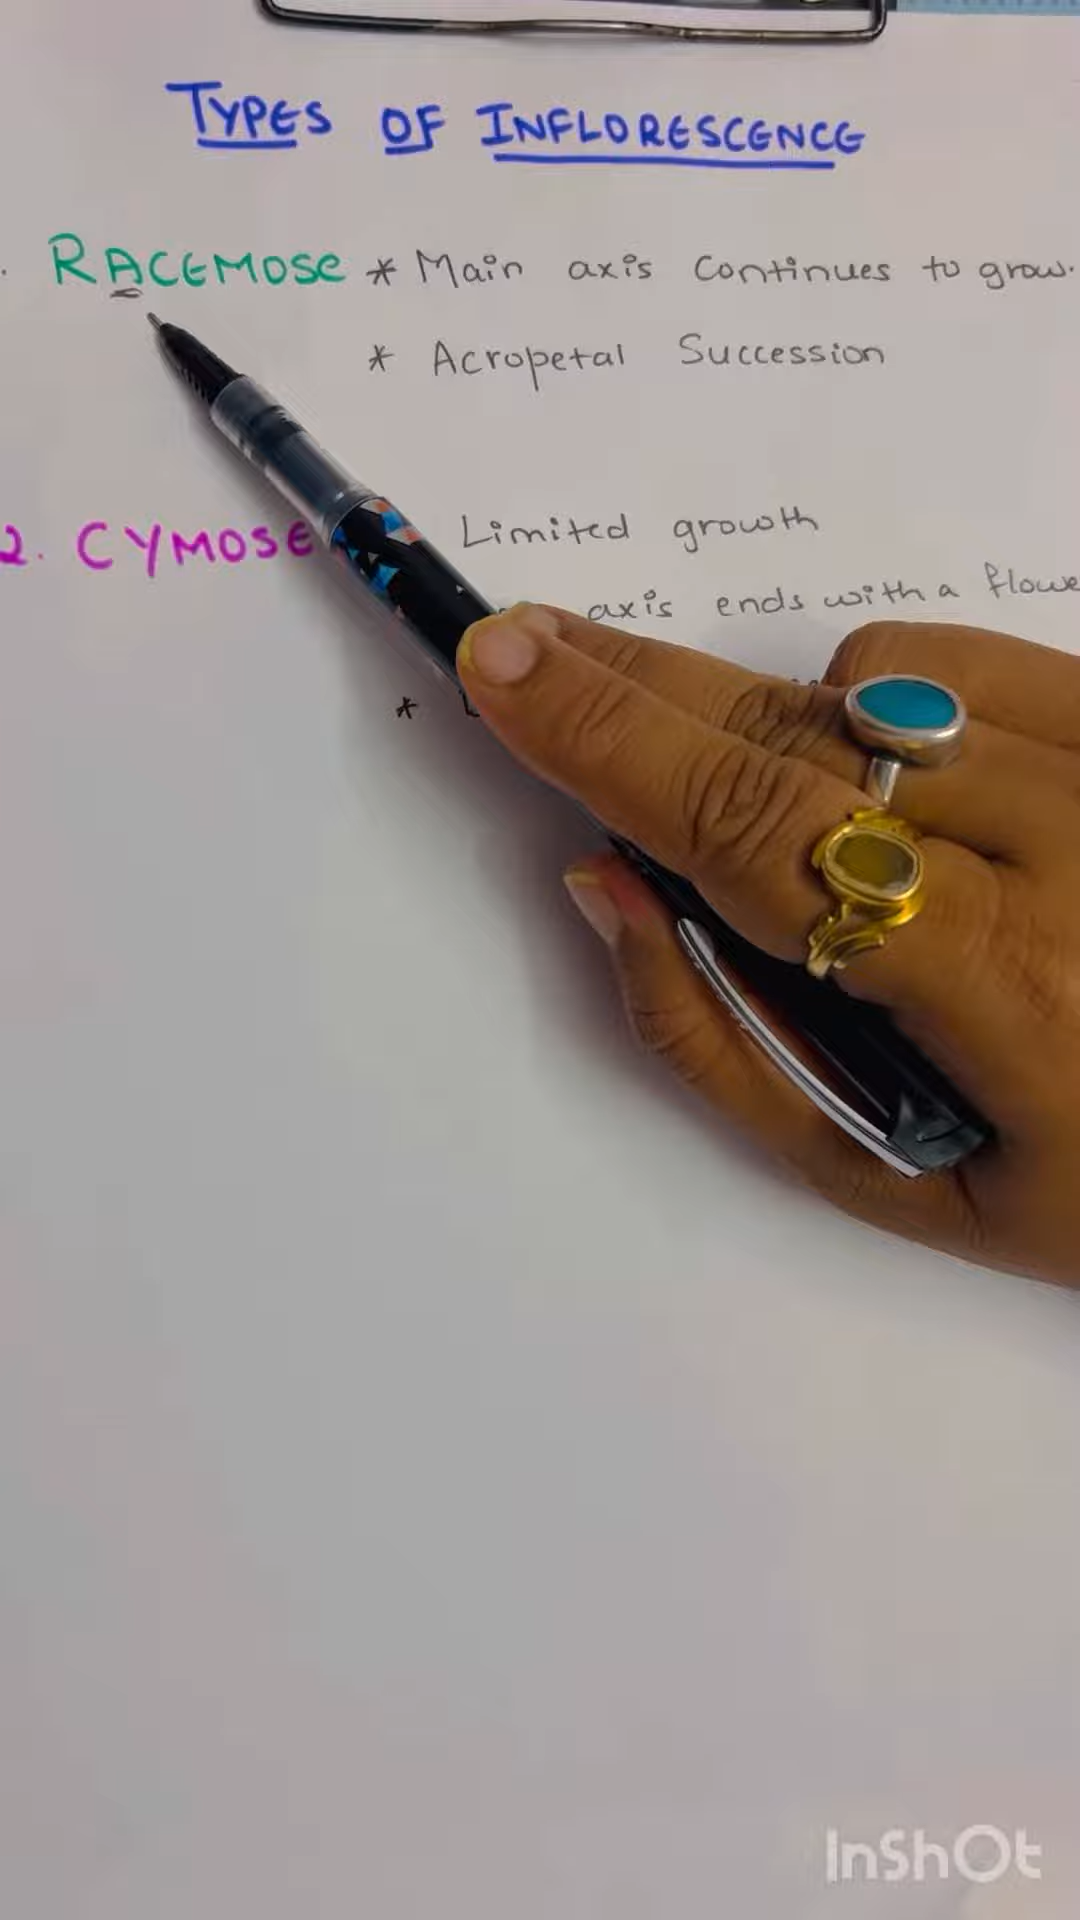 TYPES OF INFLORESCENCE
RACEMOSE * Main axis continues to grow.
* Acropetal Succession
2. CYMOSE Limited growth
axis ends with a flowe
*
InShOt